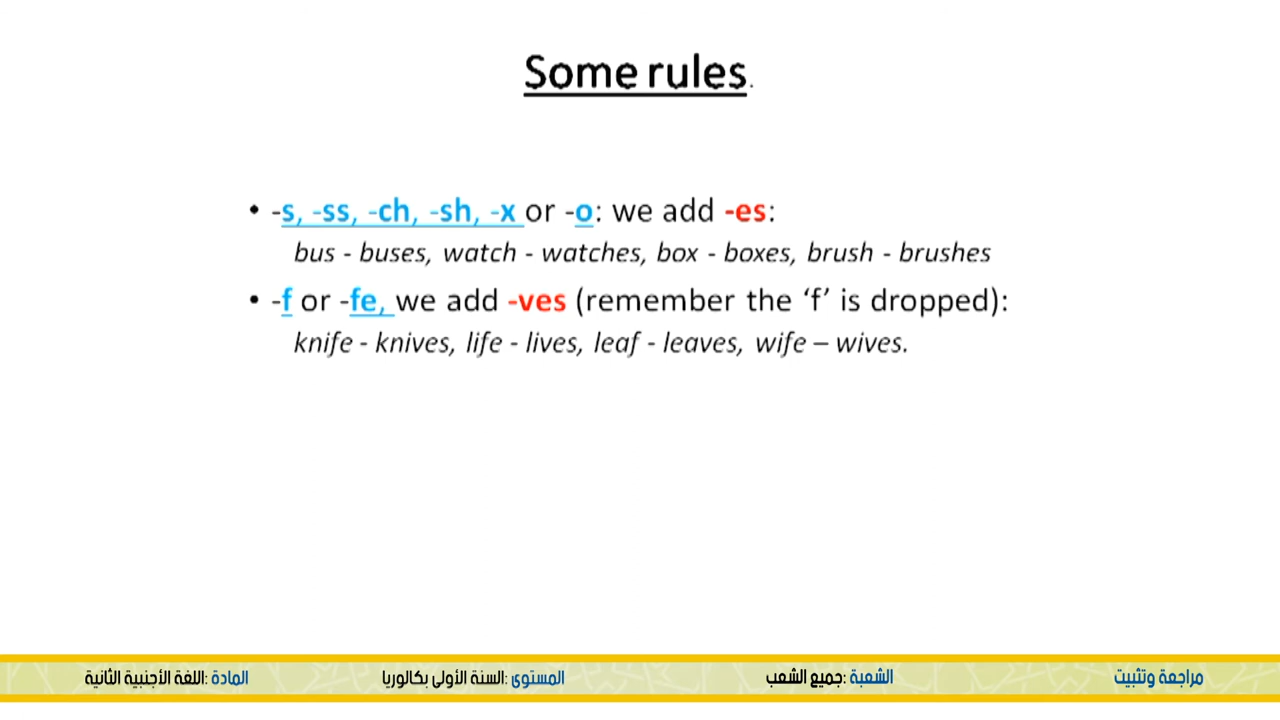 Some rules.
• -s, -ss, -ch, -sh, -x or -o: we add -es:
bus - buses, watch - watches, box - boxes, brush - brushes
• -f or -fe, we add -ves (remember the ‘f’ is dropped):
knife - knives, life - lives, leaf - leaves, wife – wives.
مراجعة وتثبيت الشعبة :جميع الشعب المستوى :السنة الأولى بكالوريا المادة :اللغة الأجنبية الثانية